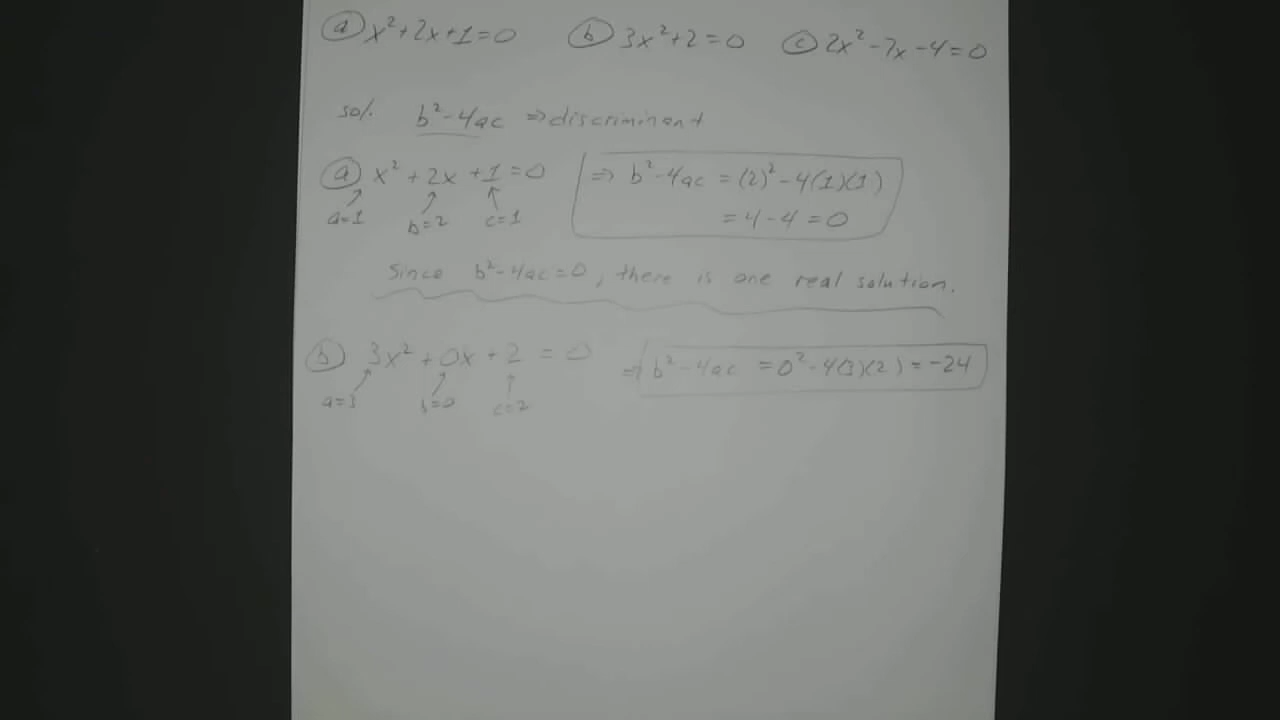 ⓐ x²+2x+1=0 ⓑ 3x²+2=0 ⓒ 2x²-7x-4=0
sol. b²-4ac ⇒ discriminant
ⓐ x² + 2x + 1 = 0 ⇒ b²-4ac = (2)²-4(1)(1)
a=1 b=2 c=1 = 4-4 = 0
Since b²-4ac=0, there is one real solution.
ⓑ 3x² + 0x + 2 = 0 ⇒ b²-4ac = 0²-4(3)(2) = -24
a=3 b=0 c=2